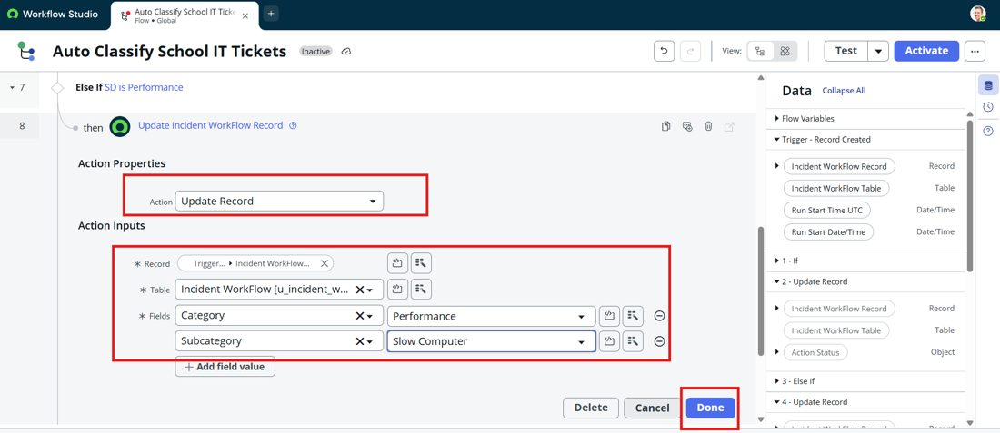 Workflow Studio
Auto Classify School IT Tickets
Flow • Global
Auto Classify School IT Tickets
Inactive
View:
Test
Activate
7
Else If SD is Performance
8
then
Update Incident WorkFlow Record
Action Properties
Action
Update Record
Action Inputs
* Record
Trigger... ▸ Incident WorkFlow...
* Table
Incident WorkFlow [u_incident_w...
* Fields
Category
Performance
Subcategory
Slow Computer
+ Add field value
Delete
Cancel
Done
Data
Collapse All
Flow Variables
Trigger - Record Created
Incident WorkFlow Record
Record
Incident WorkFlow Table
Table
Run Start Time UTC
Date/Time
Run Start Date/Time
Date/Time
1 - If
2 - Update Record
Incident WorkFlow Record
Record
Incident WorkFlow Table
Table
Action Status
Object
3 - Else If
4 - Update Record
Incident WorkFlow Record
Record